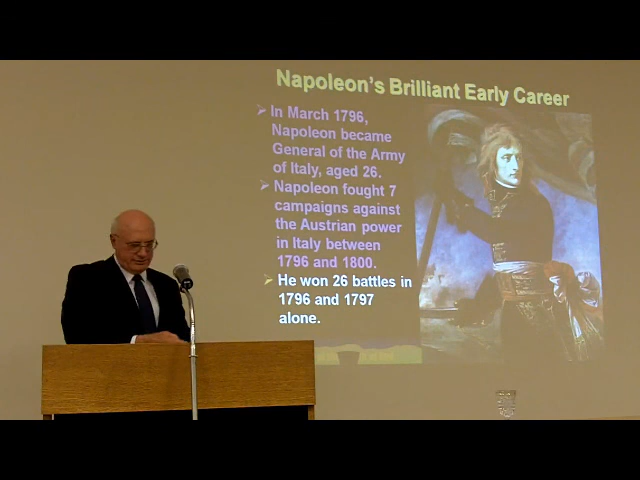 Napoleon's Brilliant Early Career
➢ In March 1796,
Napoleon became
General of the Army
of Italy, aged 26.
➢ Napoleon fought 7
campaigns against
the Austrian power
in Italy between
1796 and 1800.
➢ He won 26 battles in
1796 and 1797
alone.